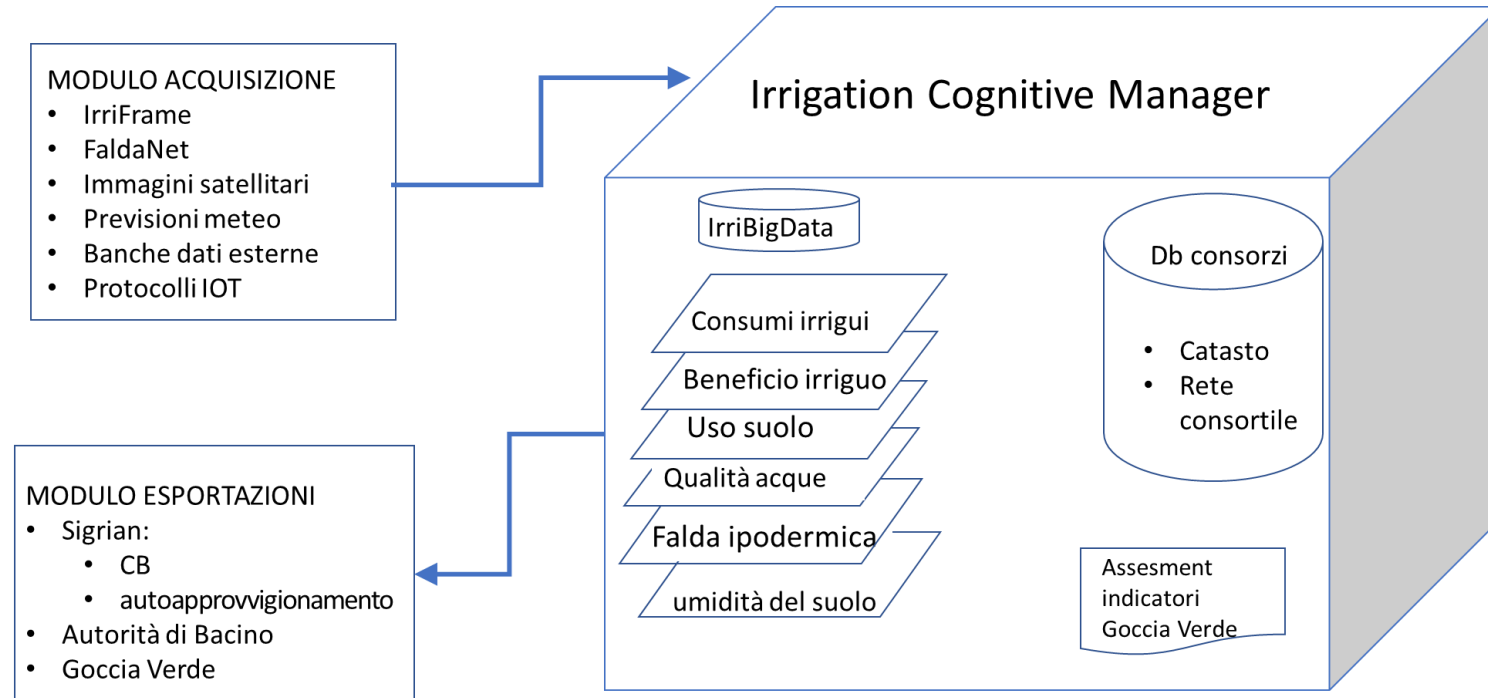 MODULO ACQUISIZIONE
• IrriFrame
• FaldaNet
• Immagini satellitari
• Previsioni meteo
• Banche dati esterne
• Protocolli IOT
Irrigation Cognitive Manager
IrriBigData
Consumi irrigui
Beneficio irriguo
Uso suolo
Qualità acque
Falda ipodermica
umidità del suolo
Db consorzi
• Catasto
• Rete
consortile
Assesment
indicatori
Goccia Verde
MODULO ESPORTAZIONI
• Sigrian:
• CB
• autoapprovvigionamento
• Autorità di Bacino
• Goccia Verde